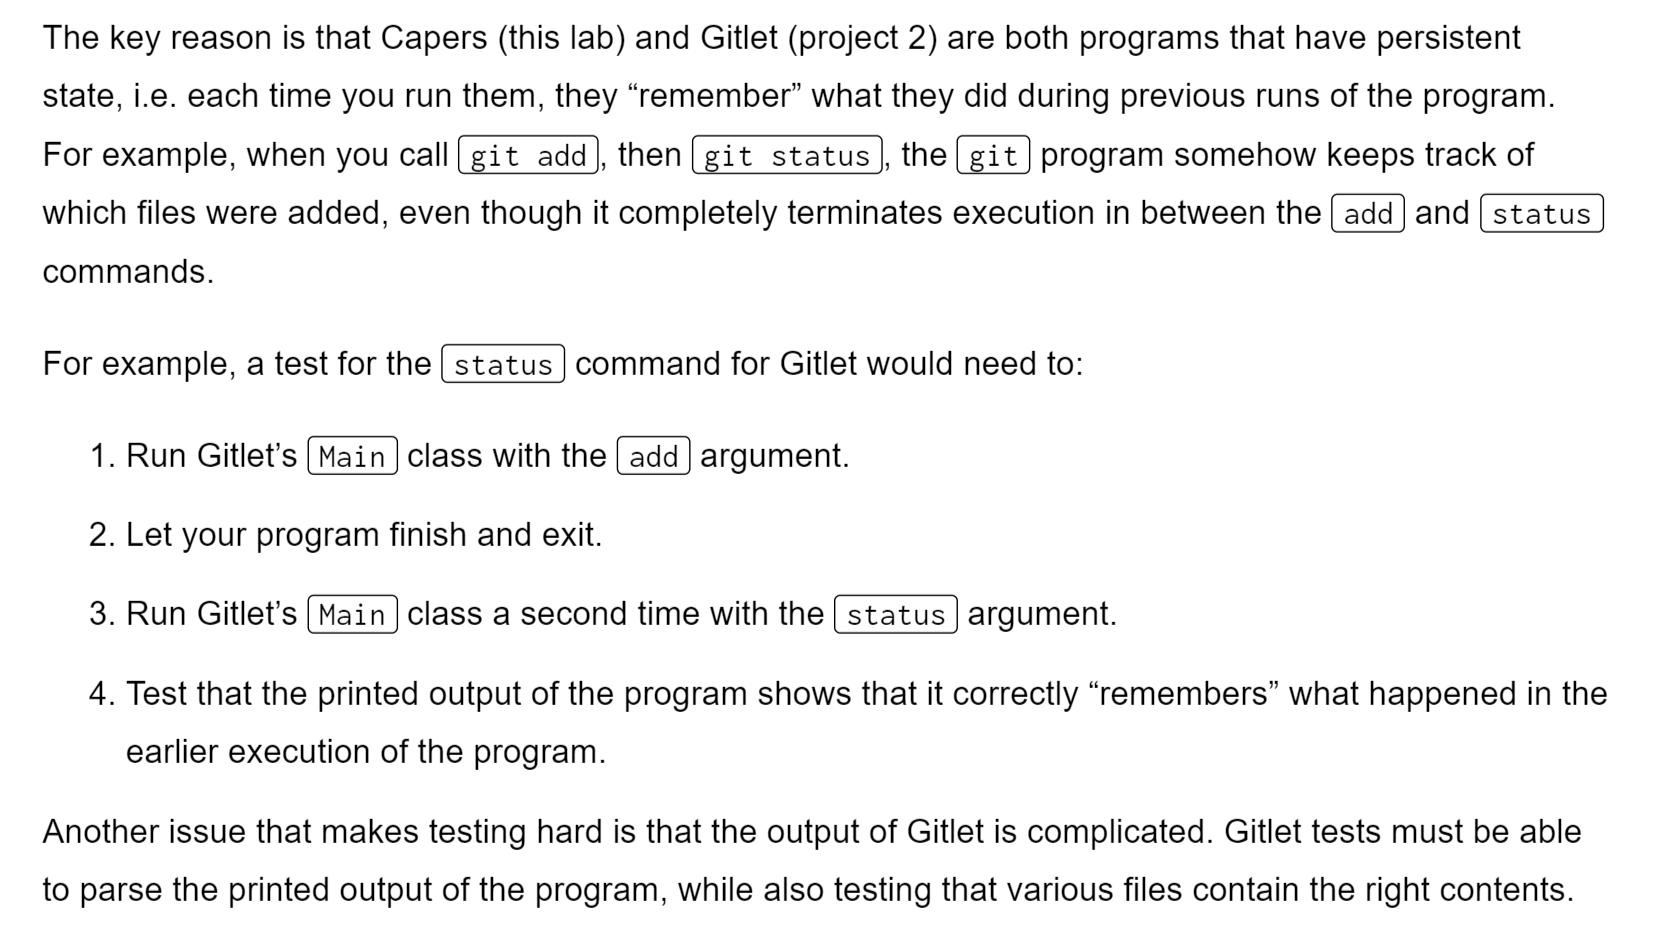 The key reason is that Capers (this lab) and Gitlet (project 2) are both programs that have persistent
state, i.e. each time you run them, they “remember” what they did during previous runs of the program.
For example, when you call git add, then git status, the git program somehow keeps track of
which files were added, even though it completely terminates execution in between the add and status
commands.
For example, a test for the status command for Gitlet would need to:
1. Run Gitlet’s Main class with the add argument.
2. Let your program finish and exit.
3. Run Gitlet’s Main class a second time with the status argument.
4. Test that the printed output of the program shows that it correctly “remembers” what happened in the
earlier execution of the program.
Another issue that makes testing hard is that the output of Gitlet is complicated. Gitlet tests must be able
to parse the printed output of the program, while also testing that various files contain the right contents.